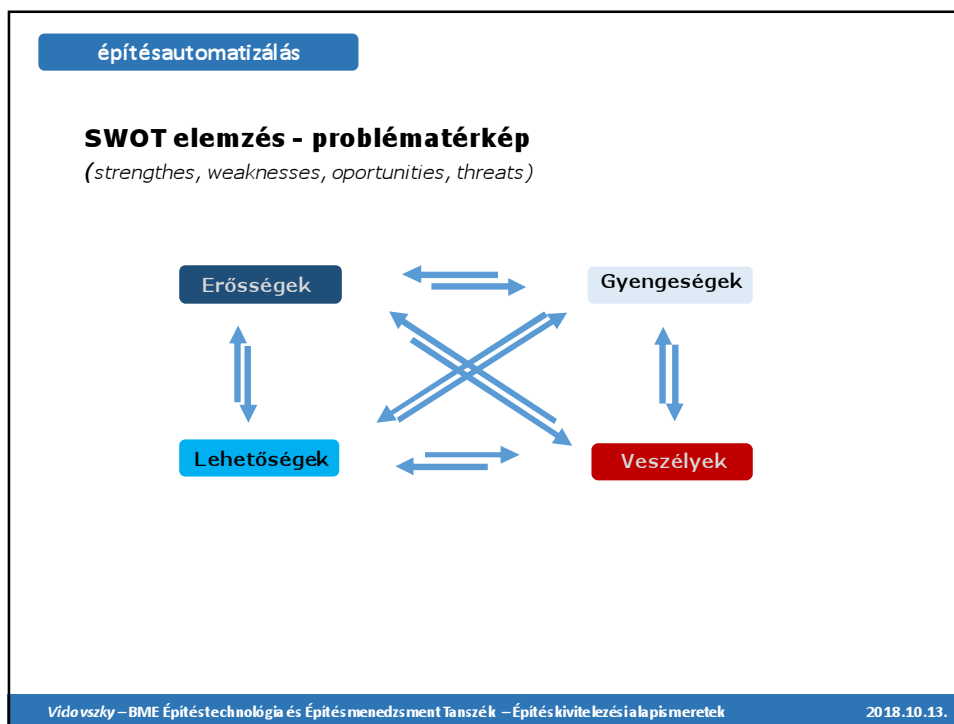 építésautomatizálás
SWOT elemzés - problématérkép
(strengthes, weaknesses, oportunities, threats)
Erősségek
Gyengeségek
Lehetőségek
Veszélyek
Vidovszky – BME Építéstechnológia és Építésmenedzsment Tanszék – Építéskivitelezési alapismeretek 2018.10.13.